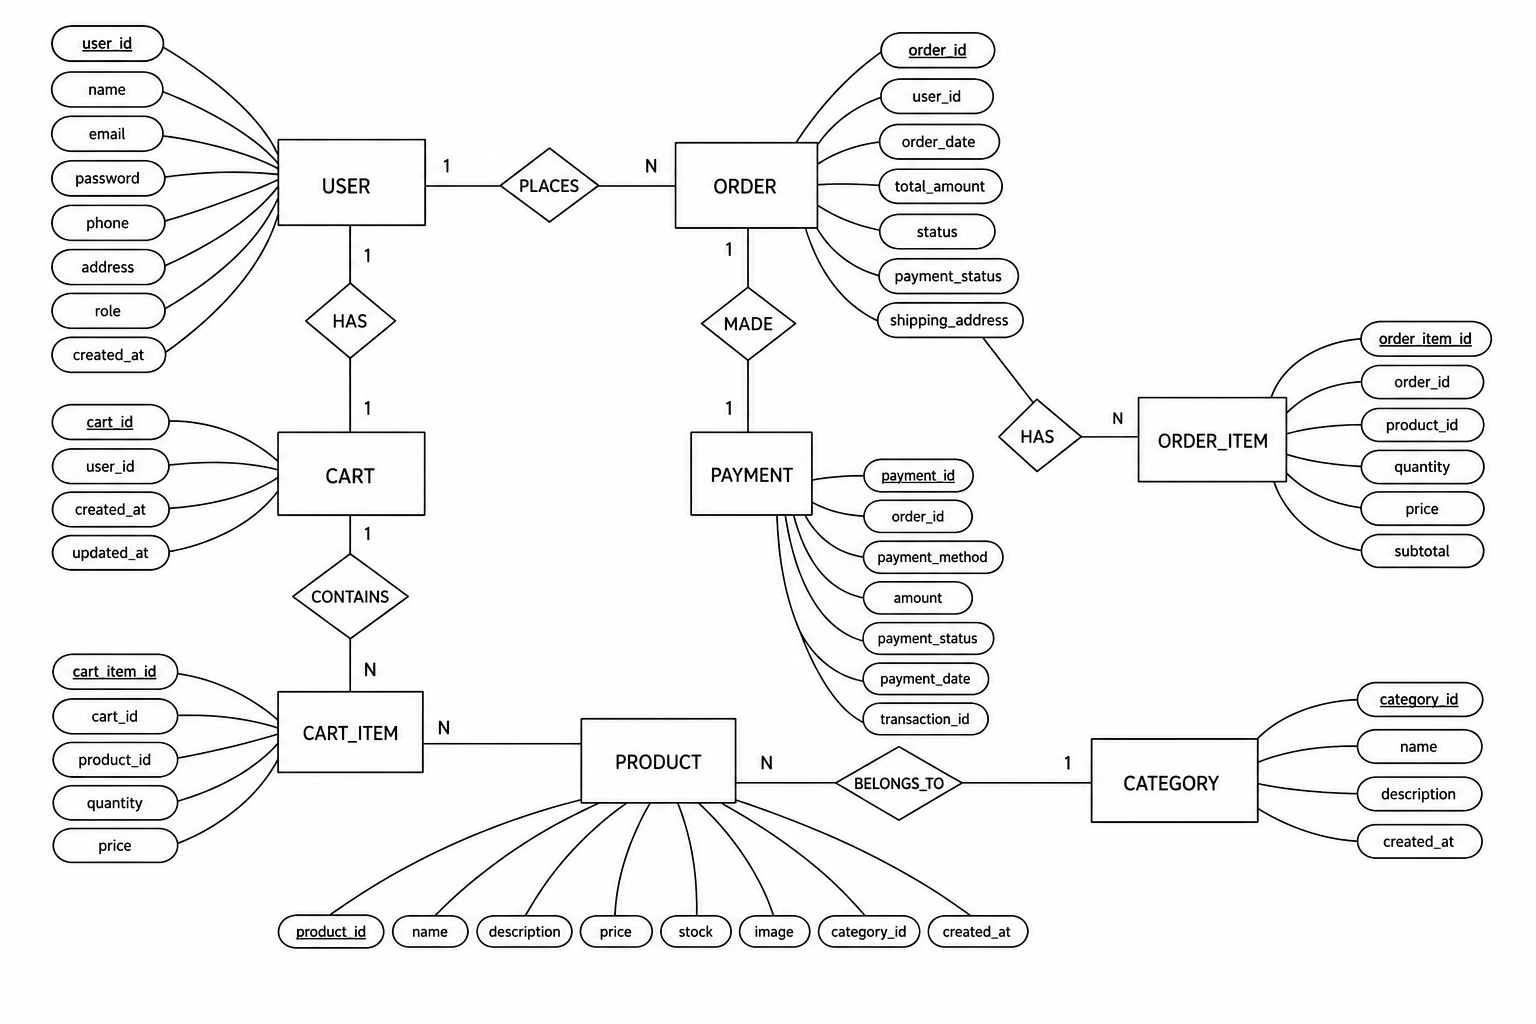 user_id
name
email
password
phone
address
role
created_at
USER
1
PLACES
N
ORDER
order_id
user_id
order_date
total_amount
status
payment_status
shipping_address
1
HAS
1
1
MADE
1
cart_id
user_id
created_at
updated_at
CART
PAYMENT
payment_id
order_id
payment_method
amount
payment_status
payment_date
transaction_id
HAS
N
ORDER_ITEM
order_item_id
order_id
product_id
quantity
price
subtotal
1
CONTAINS
N
cart_item_id
cart_id
product_id
quantity
price
CART_ITEM
N
PRODUCT
N
BELONGS_TO
1
CATEGORY
category_id
name
description
created_at
product_id
name
description
price
stock
image
category_id
created_at